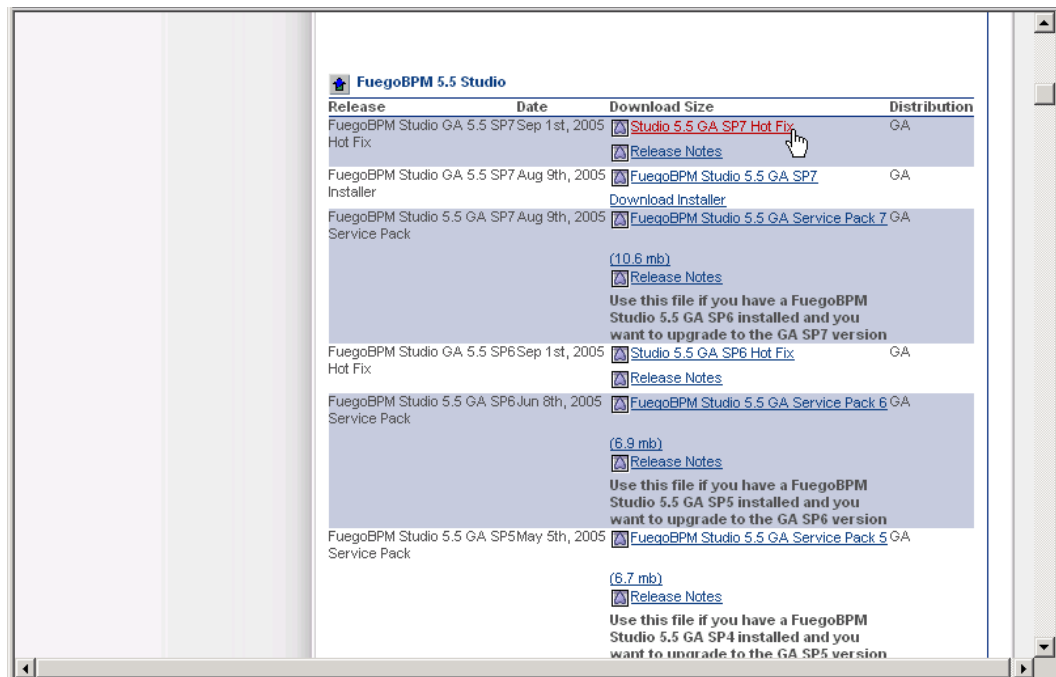 FuegoBPM 5.5 Studio
Release Date Download Size Distribution
FuegoBPM Studio GA 5.5 SP7 Sep 1st, 2005 Studio 5.5 GA SP7 Hot Fix GA
Hot Fix
Release Notes
FuegoBPM Studio GA 5.5 SP7 Aug 9th, 2005 FuegoBPM Studio 5.5 GA SP7 GA
Installer
Download Installer
FuegoBPM Studio 5.5 GA SP7 Aug 9th, 2005 FuegoBPM Studio 5.5 GA Service Pack 7 GA
Service Pack
(10.6 mb)
Release Notes
Use this file if you have a FuegoBPM
Studio 5.5 GA SP6 installed and you
want to upgrade to the GA SP7 version
FuegoBPM Studio GA 5.5 SP6 Sep 1st, 2005 Studio 5.5 GA SP6 Hot Fix GA
Hot Fix
Release Notes
FuegoBPM Studio 5.5 GA SP6 Jun 8th, 2005 FuegoBPM Studio 5.5 GA Service Pack 6 GA
Service Pack
(6.9 mb)
Release Notes
Use this file if you have a FuegoBPM
Studio 5.5 GA SP5 installed and you
want to upgrade to the GA SP6 version
FuegoBPM Studio 5.5 GA SP5 May 5th, 2005 FuegoBPM Studio 5.5 GA Service Pack 5 GA
Service Pack
(6.7 mb)
Release Notes
Use this file if you have a FuegoBPM
Studio 5.5 GA SP4 installed and you
want to upgrade to the GA SP5 version